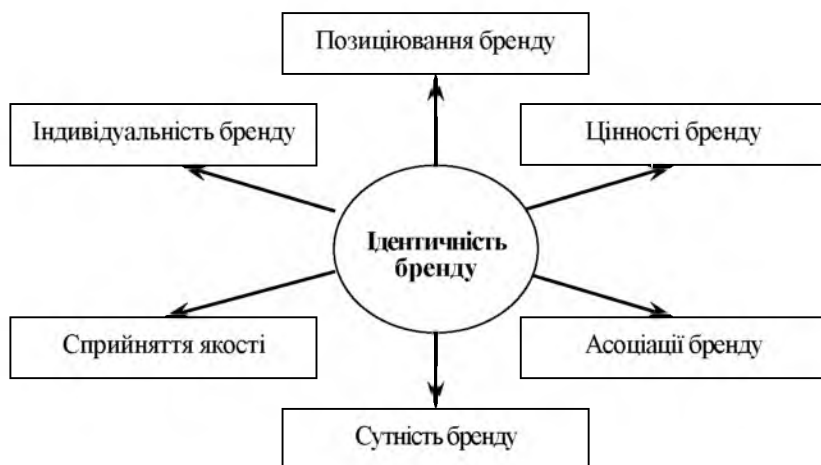 Позиціювання бренду
Індивідуальність бренду
Цінності бренду
Ідентичність
бренду
Сприйняття якості
Асоціації бренду
Сутність бренду